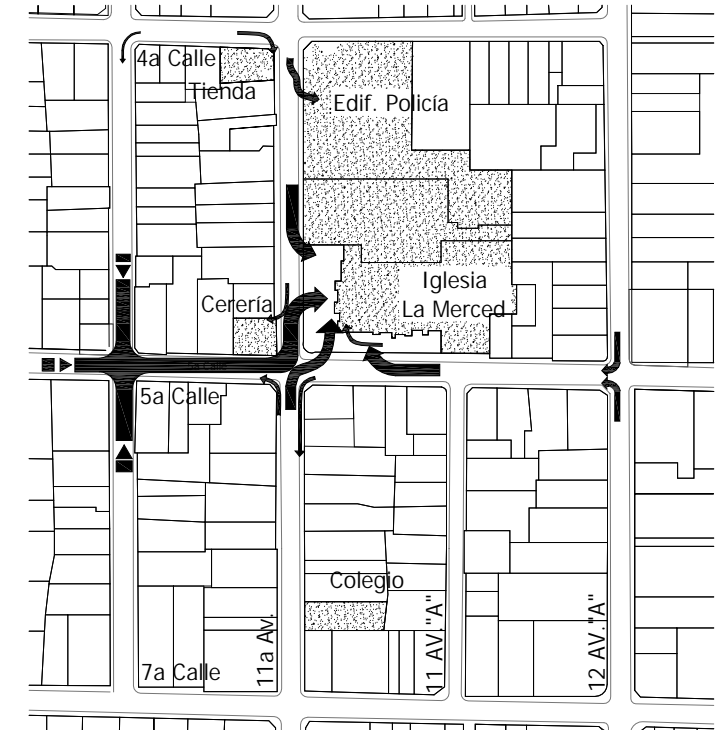 4a Calle
Tienda
Edif. Policía
Iglesia
La Merced
Cerería
5a Calle
Colegio
11a Av.
11 AV."A"
12 AV."A"
7a Calle